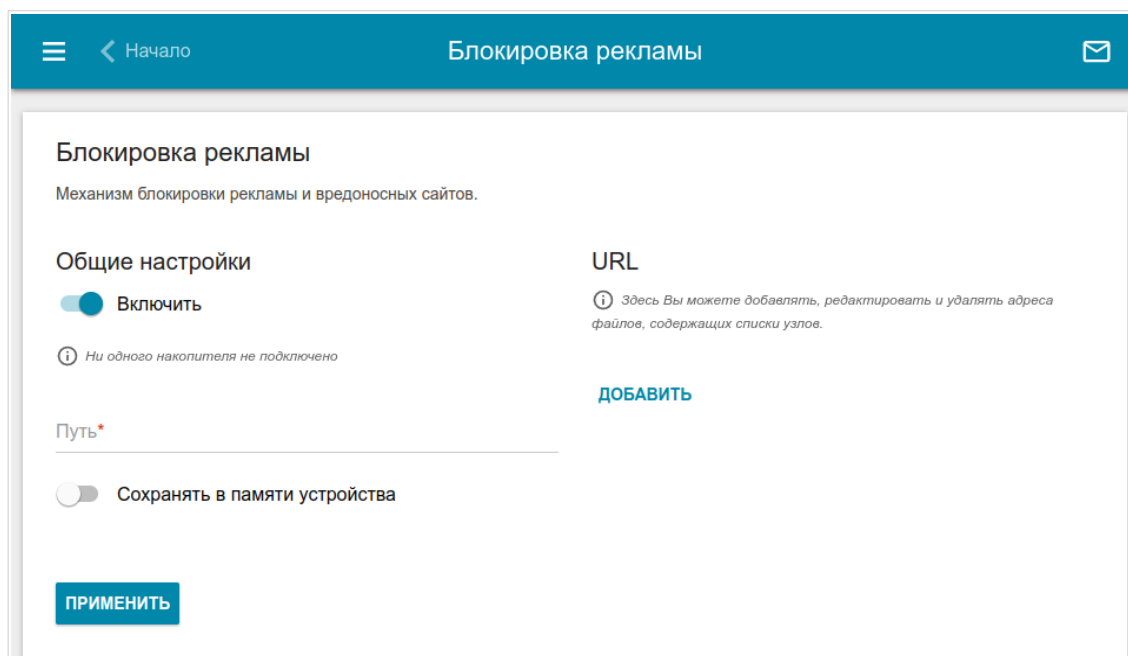 Начало
Блокировка рекламы
Блокировка рекламы
Механизм блокировки рекламы и вредоносных сайтов.
Общие настройки
Включить
Ни одного накопителя не подключено
Путь*
Сохранять в памяти устройства
ПРИМЕНИТЬ
URL
Здесь Вы можете добавлять, редактировать и удалять адреса
файлов, содержащих списки узлов.
ДОБАВИТЬ